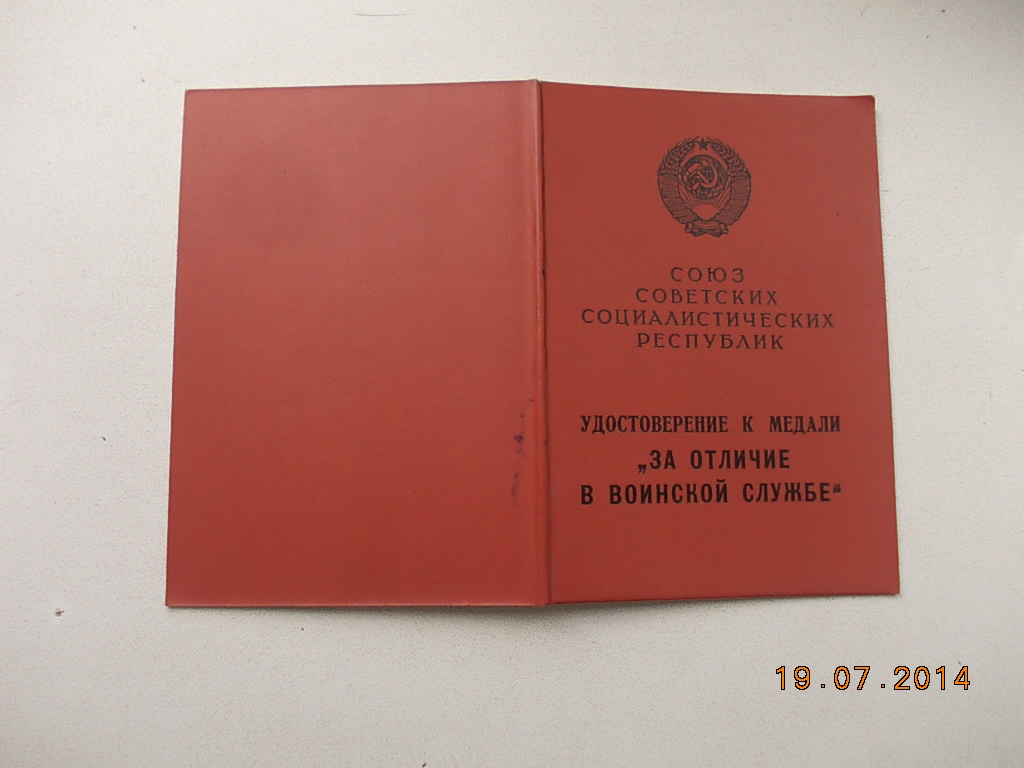 СОЮЗ
СОВЕТСКИХ
СОЦИАЛИСТИЧЕСКИХ
РЕСПУБЛИК
УДОСТОВЕРЕНИЕ К МЕДАЛИ
„ЗА ОТЛИЧИЕ
В ВОИНСКОЙ СЛУЖБЕ“
19.07.2014